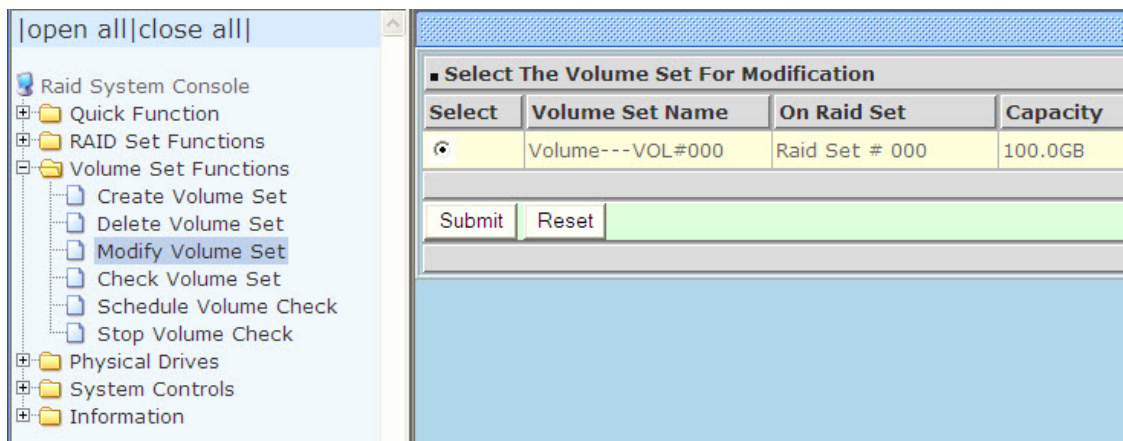 |open all|close all|
Raid System Console
Quick Function
RAID Set Functions
Volume Set Functions
Create Volume Set
Delete Volume Set
Modify Volume Set
Check Volume Set
Schedule Volume Check
Stop Volume Check
Physical Drives
System Controls
Information
Select The Volume Set For Modification
Select Volume Set Name On Raid Set Capacity
Volume---VOL#000 Raid Set # 000 100.0GB
Submit Reset